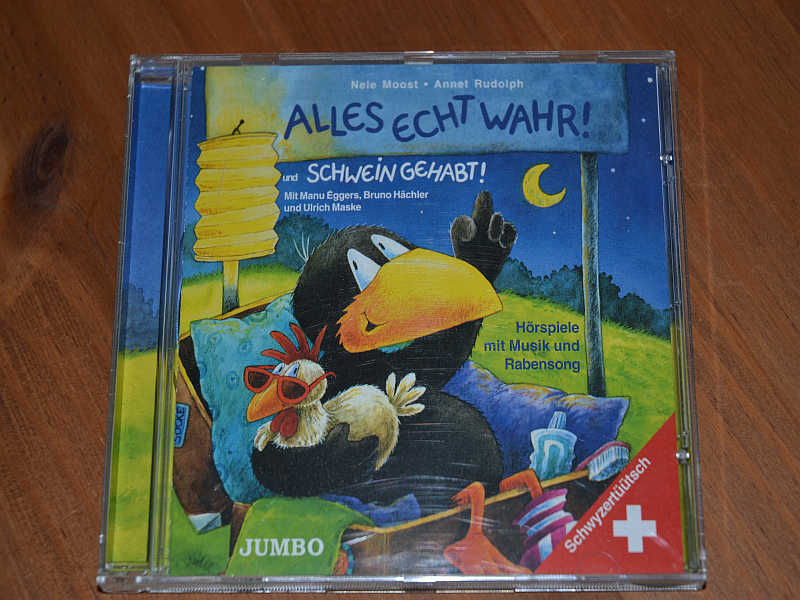 Nele Moost • Annet Rudolph
ALLES ECHT WAHR!
und SCHWEIN GEHABT!
Mit Manu Eggers, Bruno Hächler
und Ulrich Maske
Hörspiele
mit Musik und
Rabensong
SOCKE
Schwyzertüütsch
JUMBO